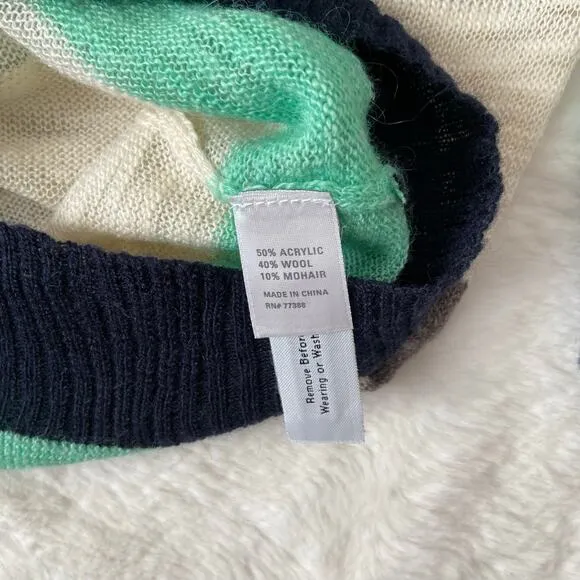 50% ACRYLIC
40% WOOL
10% MOHAIR
MADE IN CHINA
RN# 77388
Remove Before
Wearing or Wash